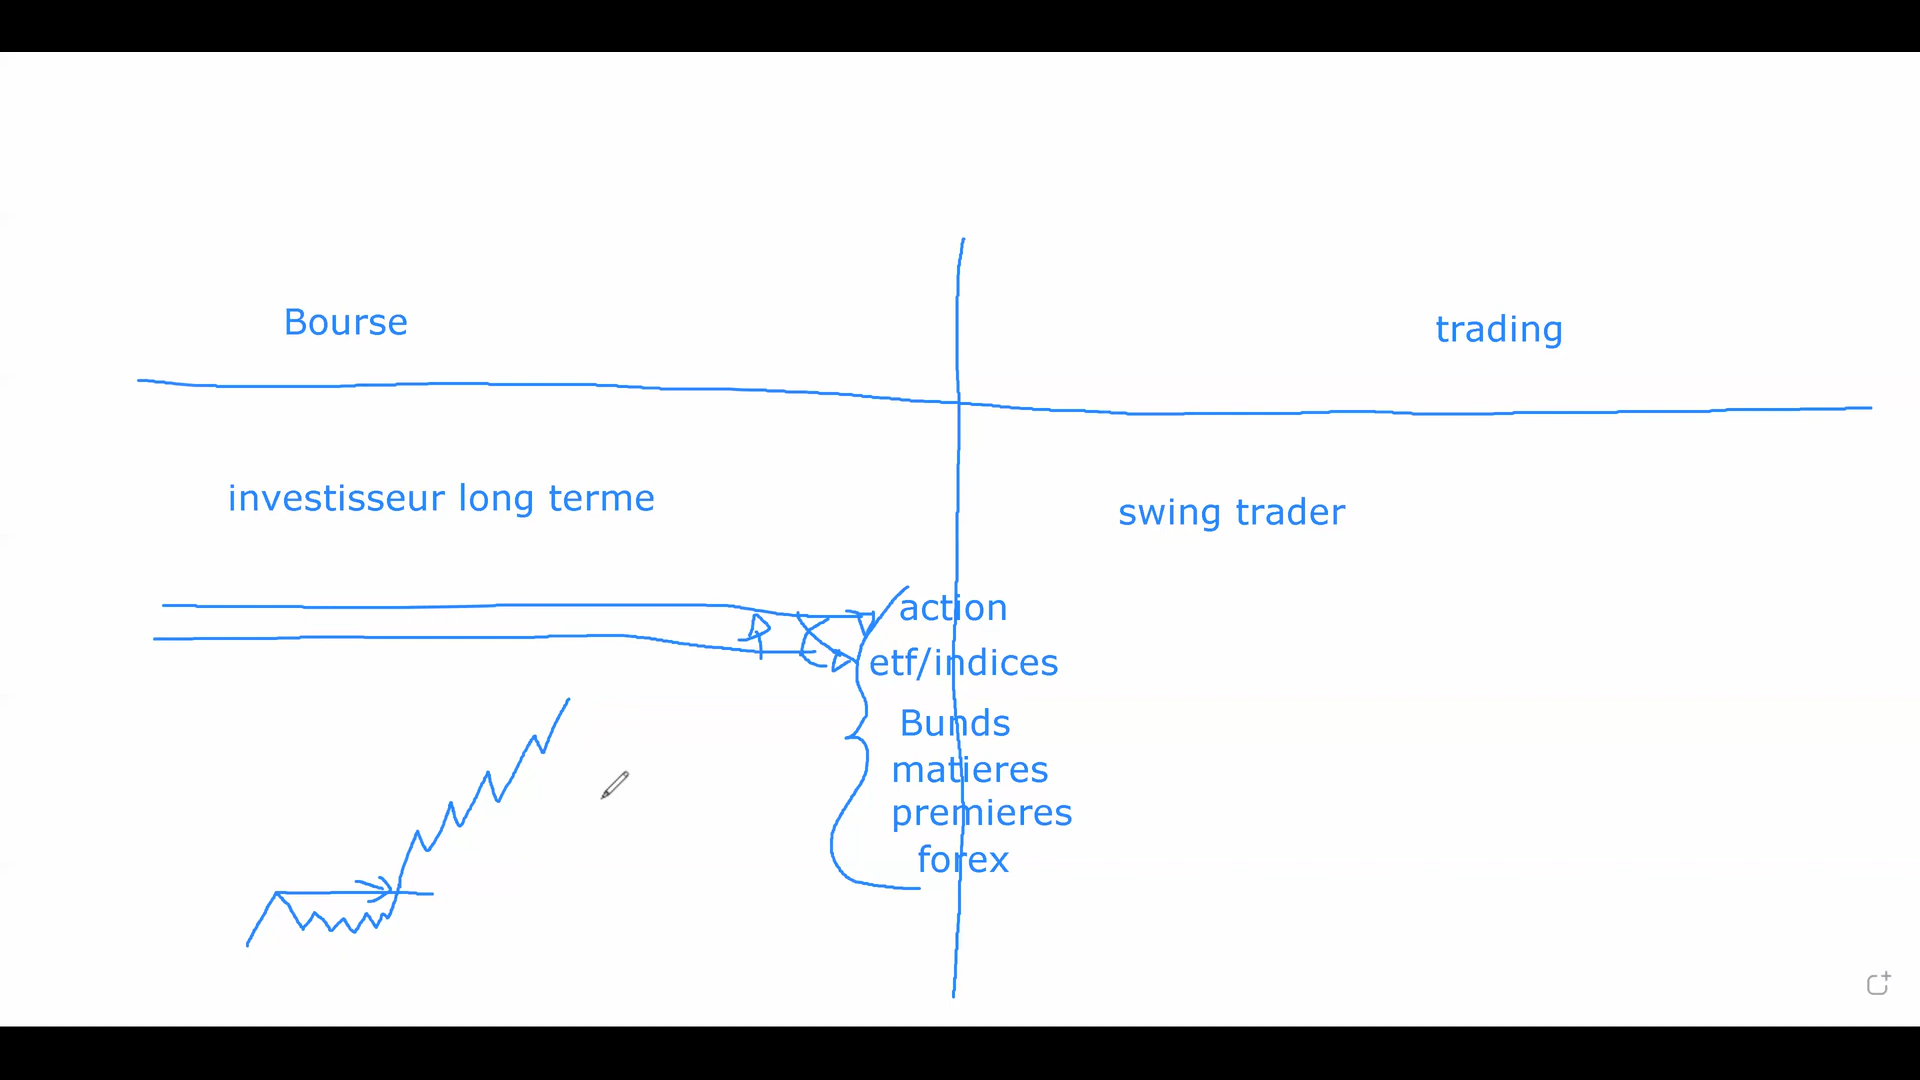 Bourse
trading
investisseur long terme
swing trader
action
etf/indices
Bunds
matieres
premieres
forex